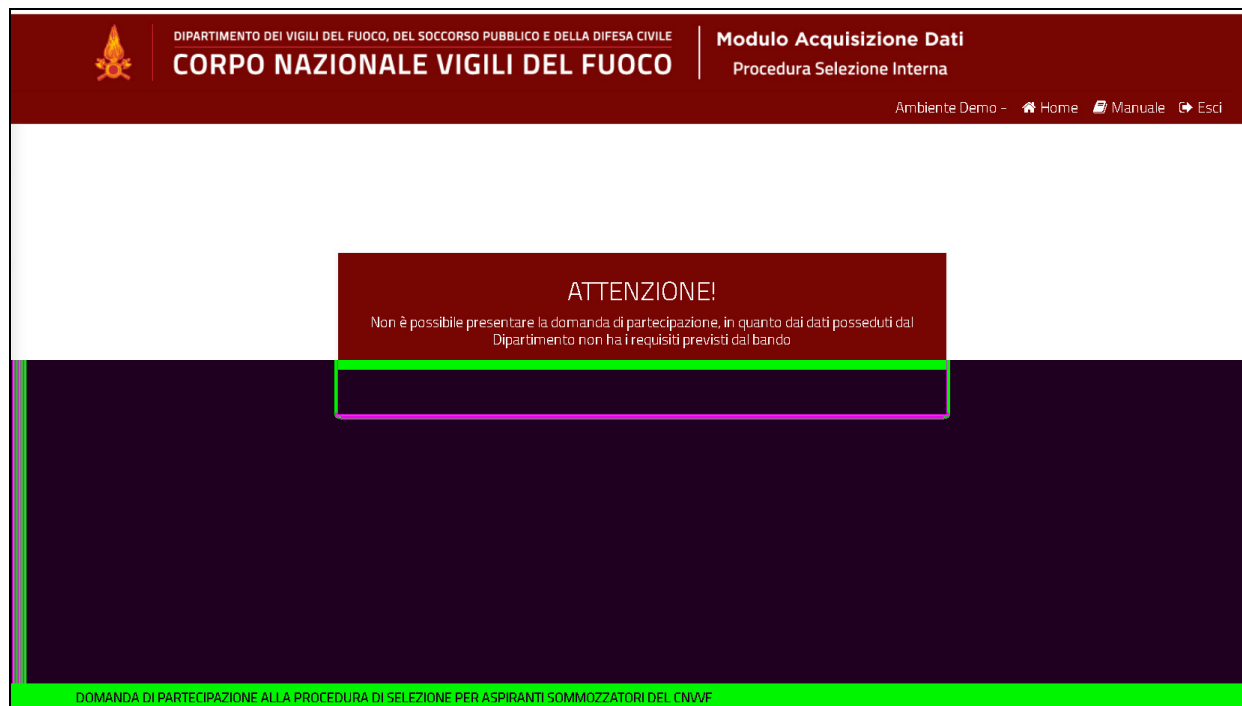 DIPARTIMENTO DEI VIGILI DEL FUOCO, DEL SOCCORSO PUBBLICO E DELLA DIFESA CIVILE
CORPO NAZIONALE VIGILI DEL FUOCO
Modulo Acquisizione Dati
Procedura Selezione Interna
Ambiente Demo - Home Manuale Esci
ATTENZIONE!
Non è possibile presentare la domanda di partecipazione, in quanto dai dati posseduti dal
Dipartimento non ha i requisiti previsti dal bando
DOMANDA DI PARTECIPAZIONE ALLA PROCEDURA DI SELEZIONE PER ASPIRANTI SOMMOZZATORI DEL CNVVF